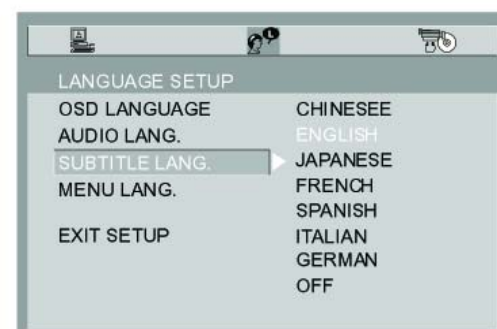 LANGUAGE SETUP
OSD LANGUAGE
AUDIO LANG.
SUBTITLE LANG.
MENU LANG.
EXIT SETUP
CHINESEE
ENGLISH
JAPANESE
FRENCH
SPANISH
ITALIAN
GERMAN
OFF